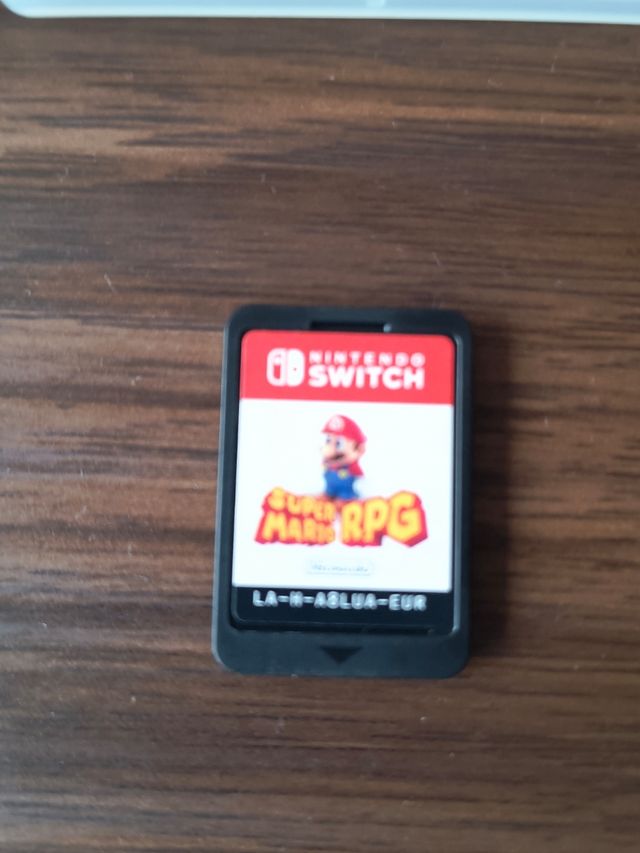 NINTENDO
SWITCH
SUPER
MARIO RPG
LA-H-A8LUA-EUR